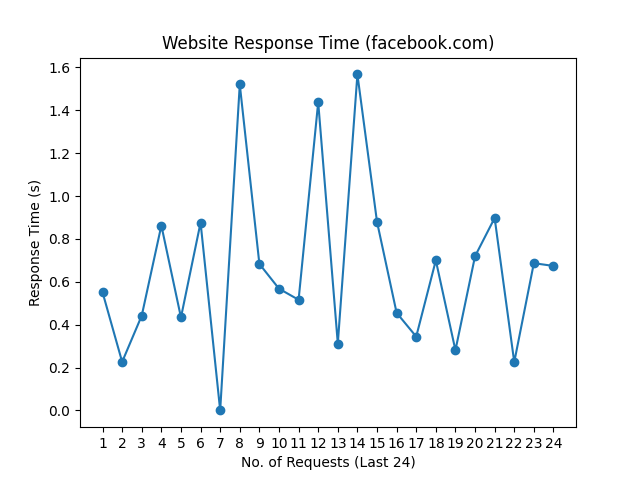 Website Response Time (facebook.com)
1.6
1.4
1.2
1.0
0.8
0.6
0.4
0.2
0.0
Response Time (s)
1 2 3 4 5 6 7 8 9 10 11 12 13 14 15 16 17 18 19 20 21 22 23 24
No. of Requests (Last 24)